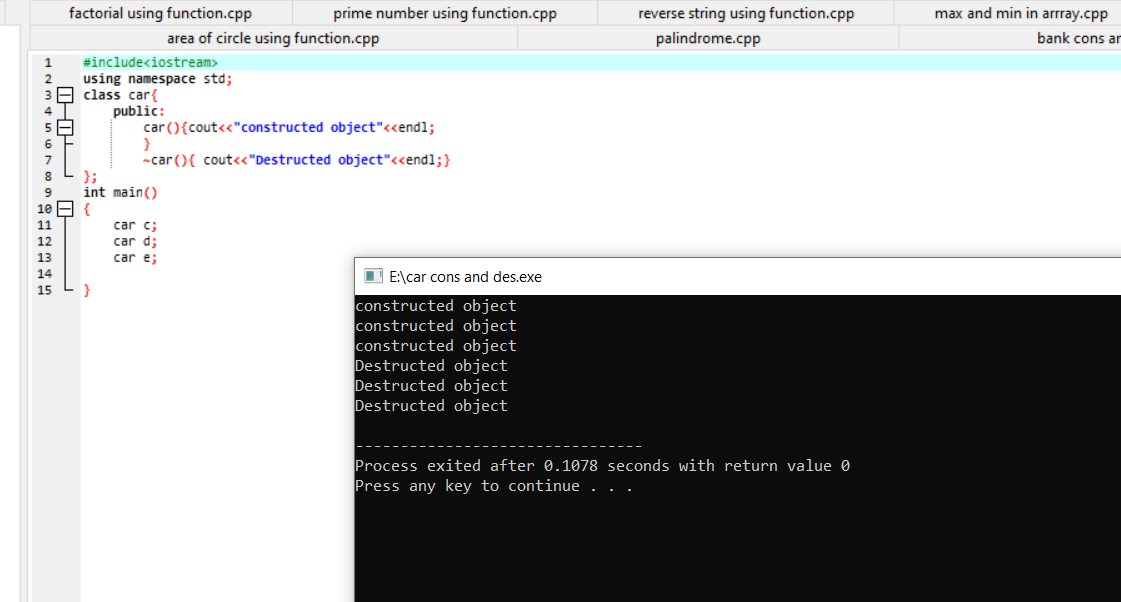 factorial using function.cpp prime number using function.cpp reverse string using function.cpp max and min in arrray.cpp
area of circle using function.cpp palindrome.cpp bank cons ar
1 #include<iostream>
2 using namespace std;
3 class car{
4 public:
5 car(){cout<<"constructed object"<<endl;
6 }
7 ~car(){ cout<<"Destructed object"<<endl;}
8 };
9 int main()
10 {
11 car c;
12 car d;
13 car e;
14
15 }
E:\car cons and des.exe
constructed object
constructed object
constructed object
Destructed object
Destructed object
Destructed object
--------------------------------
Process exited after 0.1078 seconds with return value 0
Press any key to continue . . .